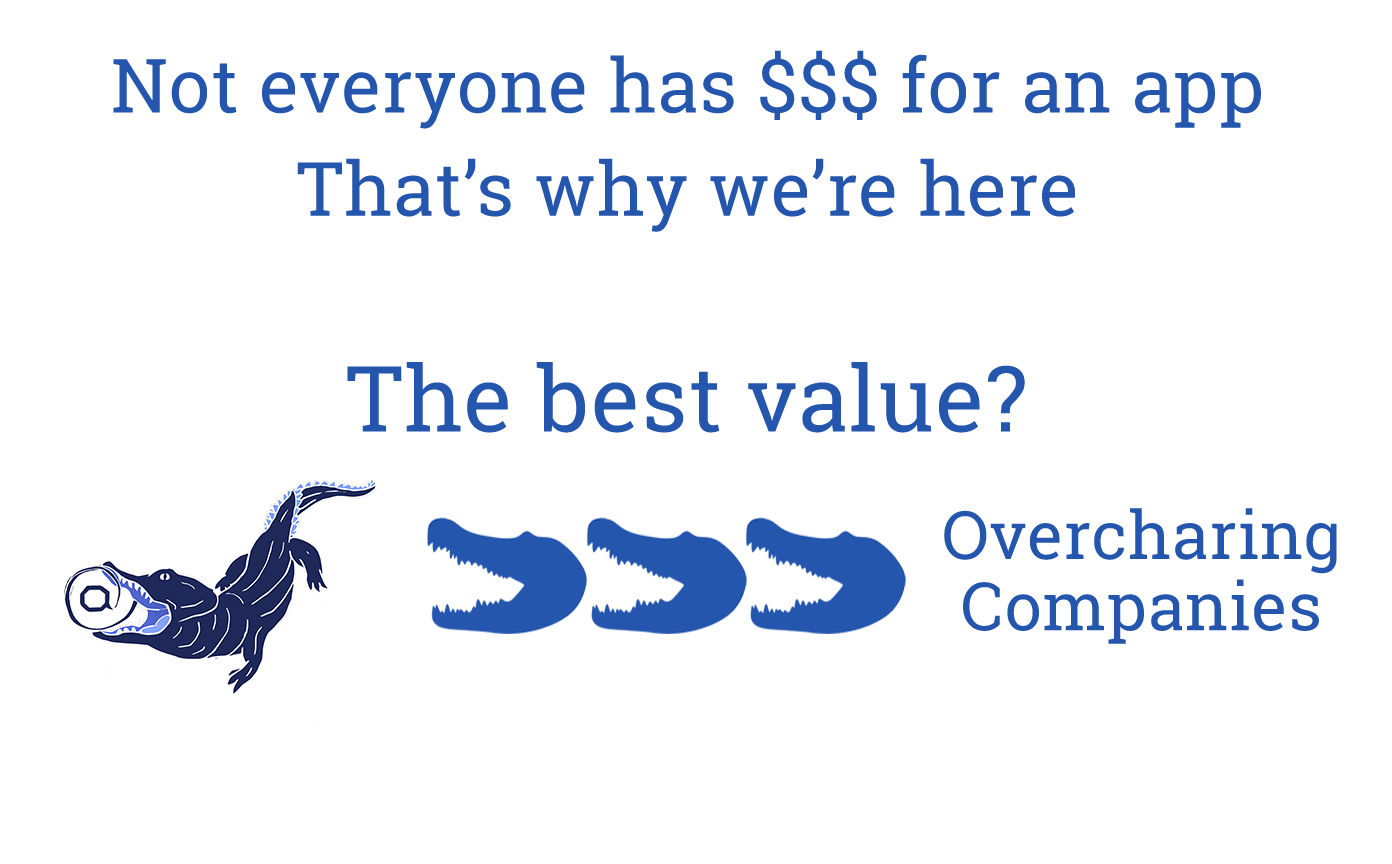 Not everyone has $$$ for an app
That’s why we’re here
The best value?
Overcharing
Companies